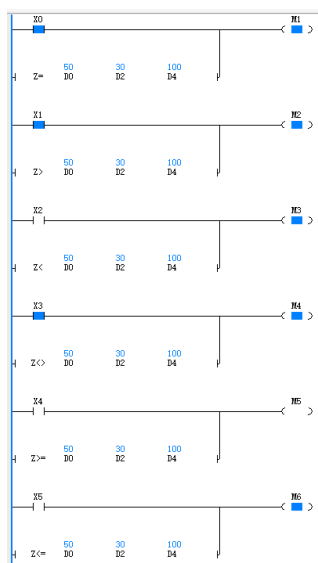 X0 M1
50 30 100
Z= D0 D2 D4
X1 M2
50 30 100
Z> D0 D2 D4
X2 M3
50 30 100
Z< D0 D2 D4
X3 M4
50 30 100
Z<> D0 D2 D4
X4 M5
50 30 100
Z>= D0 D2 D4
X5 M6
50 30 100
Z<= D0 D2 D4